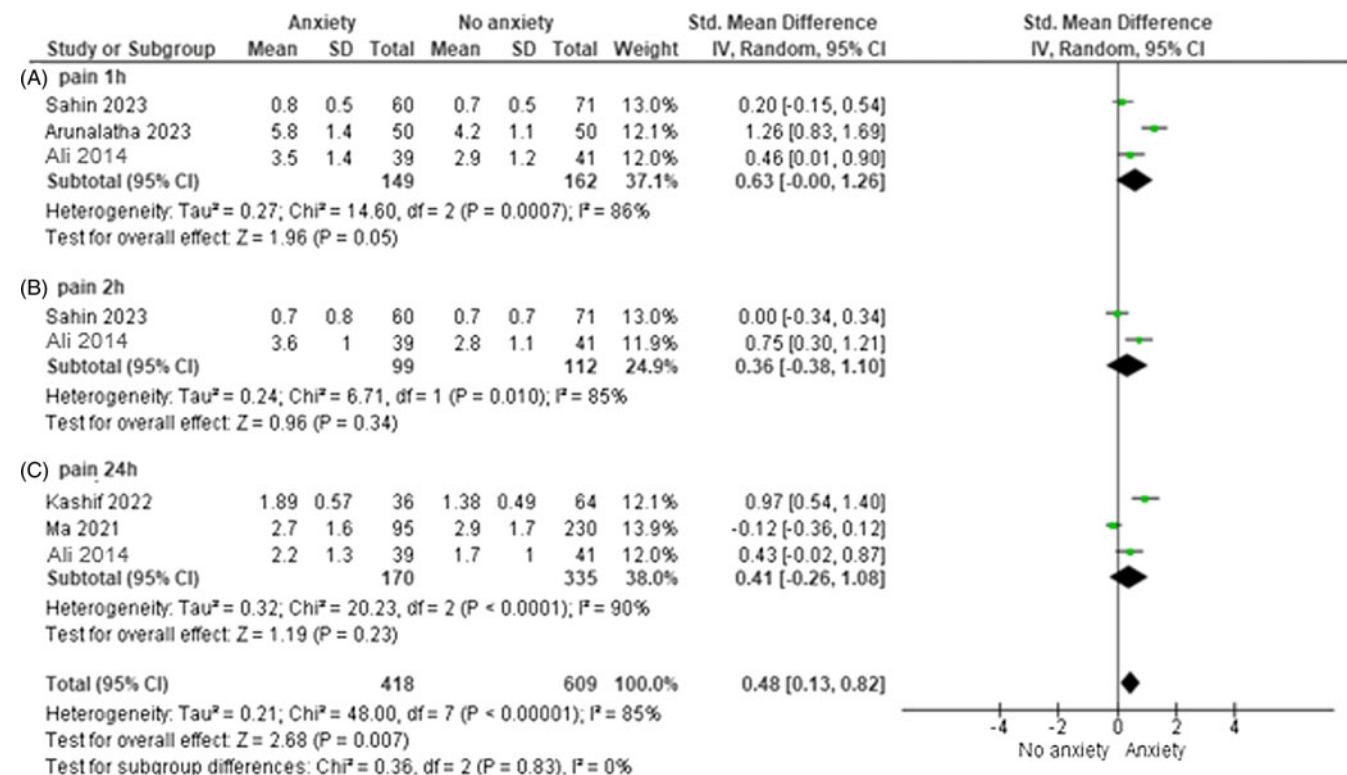 Anxiety No anxiety Std. Mean Difference Std. Mean Difference
Study or Subgroup Mean SD Total Mean SD Total Weight IV, Random, 95% CI IV, Random, 95% CI
(A) pain 1h
Sahin 2023 0.8 0.5 60 0.7 0.5 71 13.0% 0.20 [-0.15, 0.54]
Arunalatha 2023 5.8 1.4 50 4.2 1.1 50 12.1% 1.26 [0.83, 1.69]
Ali 2014 3.5 1.4 39 2.9 1.2 41 12.0% 0.46 [0.01, 0.90]
Subtotal (95% CI) 149 162 37.1% 0.63 [-0.00, 1.26]
Heterogeneity: Tau² = 0.27; Chi² = 14.60, df = 2 (P = 0.0007); I² = 86%
Test for overall effect: Z = 1.96 (P = 0.05)
(B) pain 2h
Sahin 2023 0.7 0.8 60 0.7 0.7 71 13.0% 0.00 [-0.34, 0.34]
Ali 2014 3.6 1 39 2.8 1.1 41 11.9% 0.75 [0.30, 1.21]
Subtotal (95% CI) 99 112 24.9% 0.36 [-0.38, 1.10]
Heterogeneity: Tau² = 0.24; Chi² = 6.71, df = 1 (P = 0.010); I² = 85%
Test for overall effect: Z = 0.96 (P = 0.34)
(C) pain 24h
Kashif 2022 1.89 0.57 36 1.38 0.49 64 12.1% 0.97 [0.54, 1.40]
Ma 2021 2.7 1.6 95 2.9 1.7 230 13.9% -0.12 [-0.36, 0.12]
Ali 2014 2.2 1.3 39 1.7 1 41 12.0% 0.43 [-0.02, 0.87]
Subtotal (95% CI) 170 335 38.0% 0.41 [-0.26, 1.08]
Heterogeneity: Tau² = 0.32; Chi² = 20.23, df = 2 (P < 0.0001); I² = 90%
Test for overall effect: Z = 1.19 (P = 0.23)
Total (95% CI) 418 609 100.0% 0.48 [0.13, 0.82]
Heterogeneity: Tau² = 0.21; Chi² = 48.00, df = 7 (P < 0.00001); I² = 85%
Test for overall effect: Z = 2.68 (P = 0.007)
Test for subgroup differences: Chi² = 0.36, df = 2 (P = 0.83), I² = 0%
-4 -2 0 2 4
No anxiety Anxiety